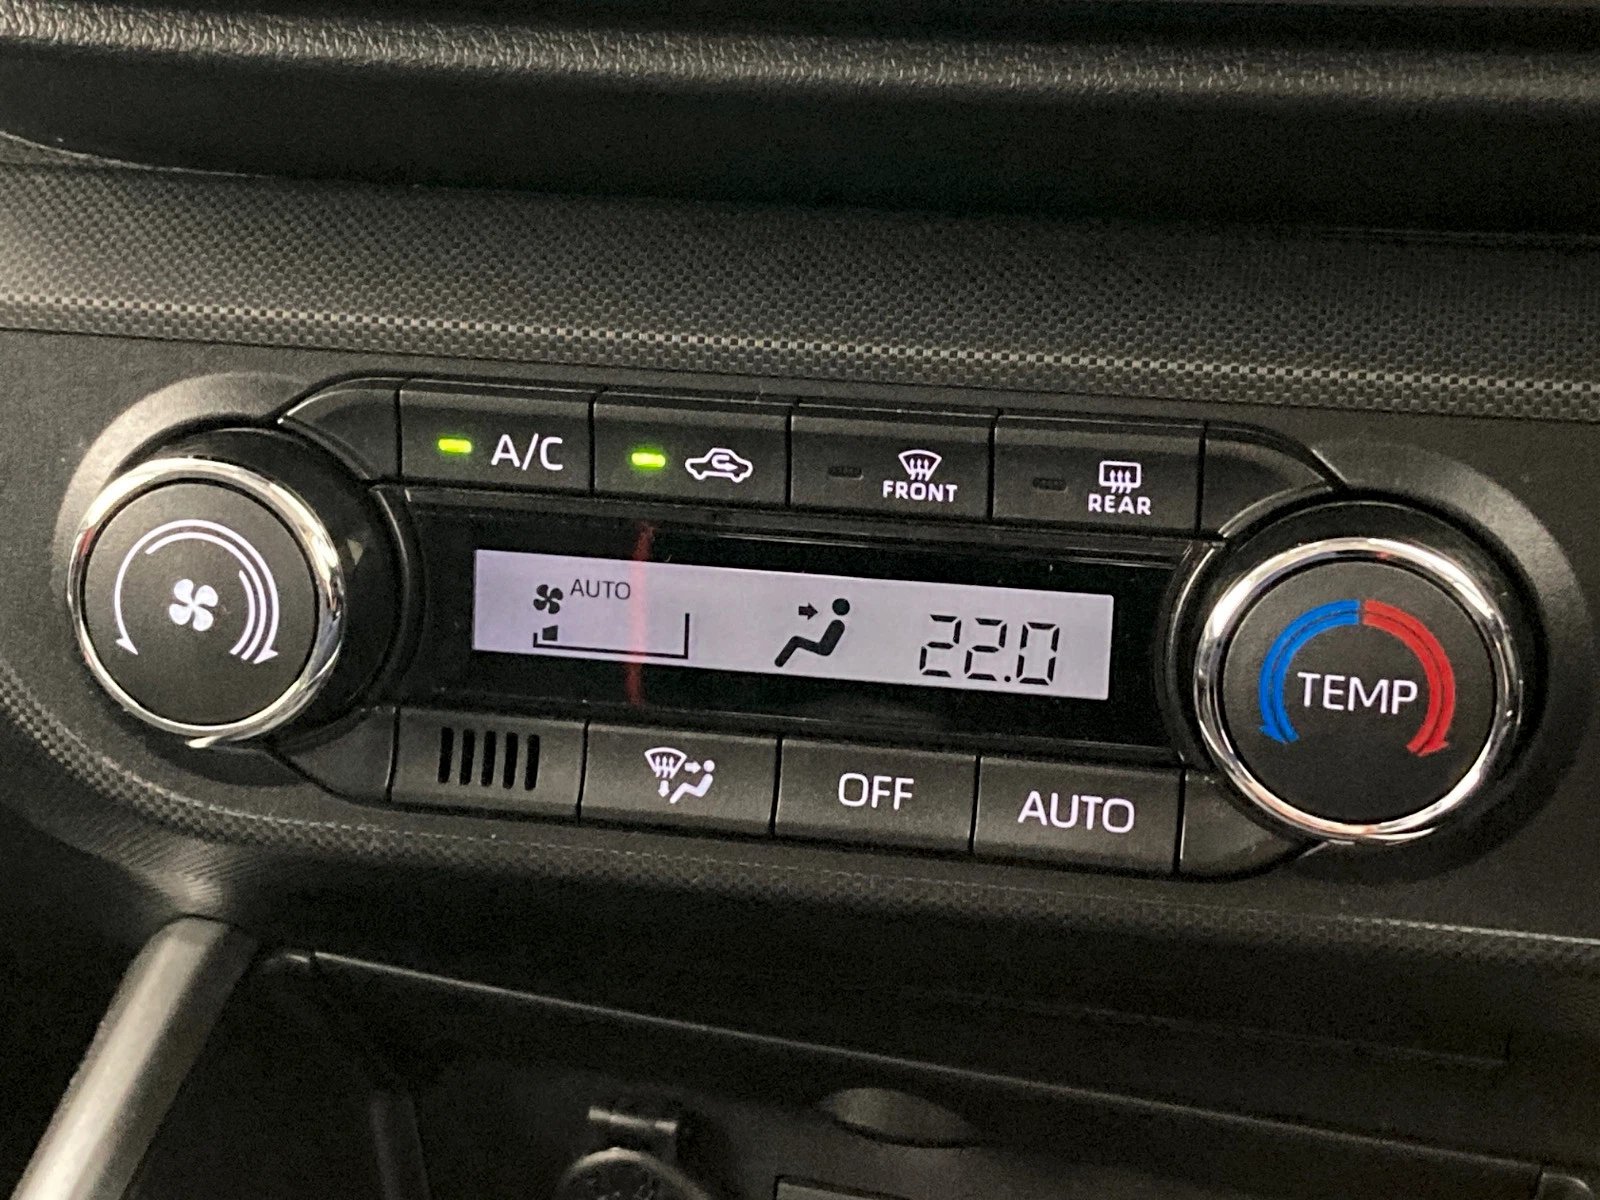 A/C
FRONT
REAR
AUTO
22.0
TEMP
OFF
AUTO